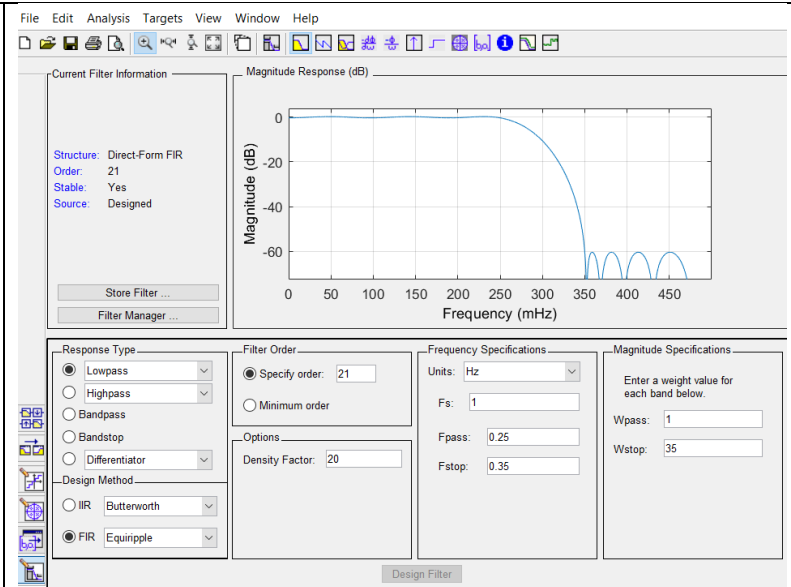 File Edit Analysis Targets View Window Help
Current Filter Information
Structure: Direct-Form FIR
Order: 21
Stable: Yes
Source: Designed
Store Filter ...
Filter Manager ...
Magnitude Response (dB)
Magnitude (dB)
0
-20
-40
-60
0 50 100 150 200 250 300 350 400 450
Frequency (mHz)
Response Type
Lowpass
Highpass
Bandpass
Bandstop
Differentiator
Design Method
IIR Butterworth
FIR Equiripple
Filter Order
Specify order: 21
Minimum order
Options
Density Factor: 20
Frequency Specifications
Units: Hz
Fs: 1
Fpass: 0.25
Fstop: 0.35
Magnitude Specifications
Enter a weight value for
each band below.
Wpass: 1
Wstop: 35
Design Filter